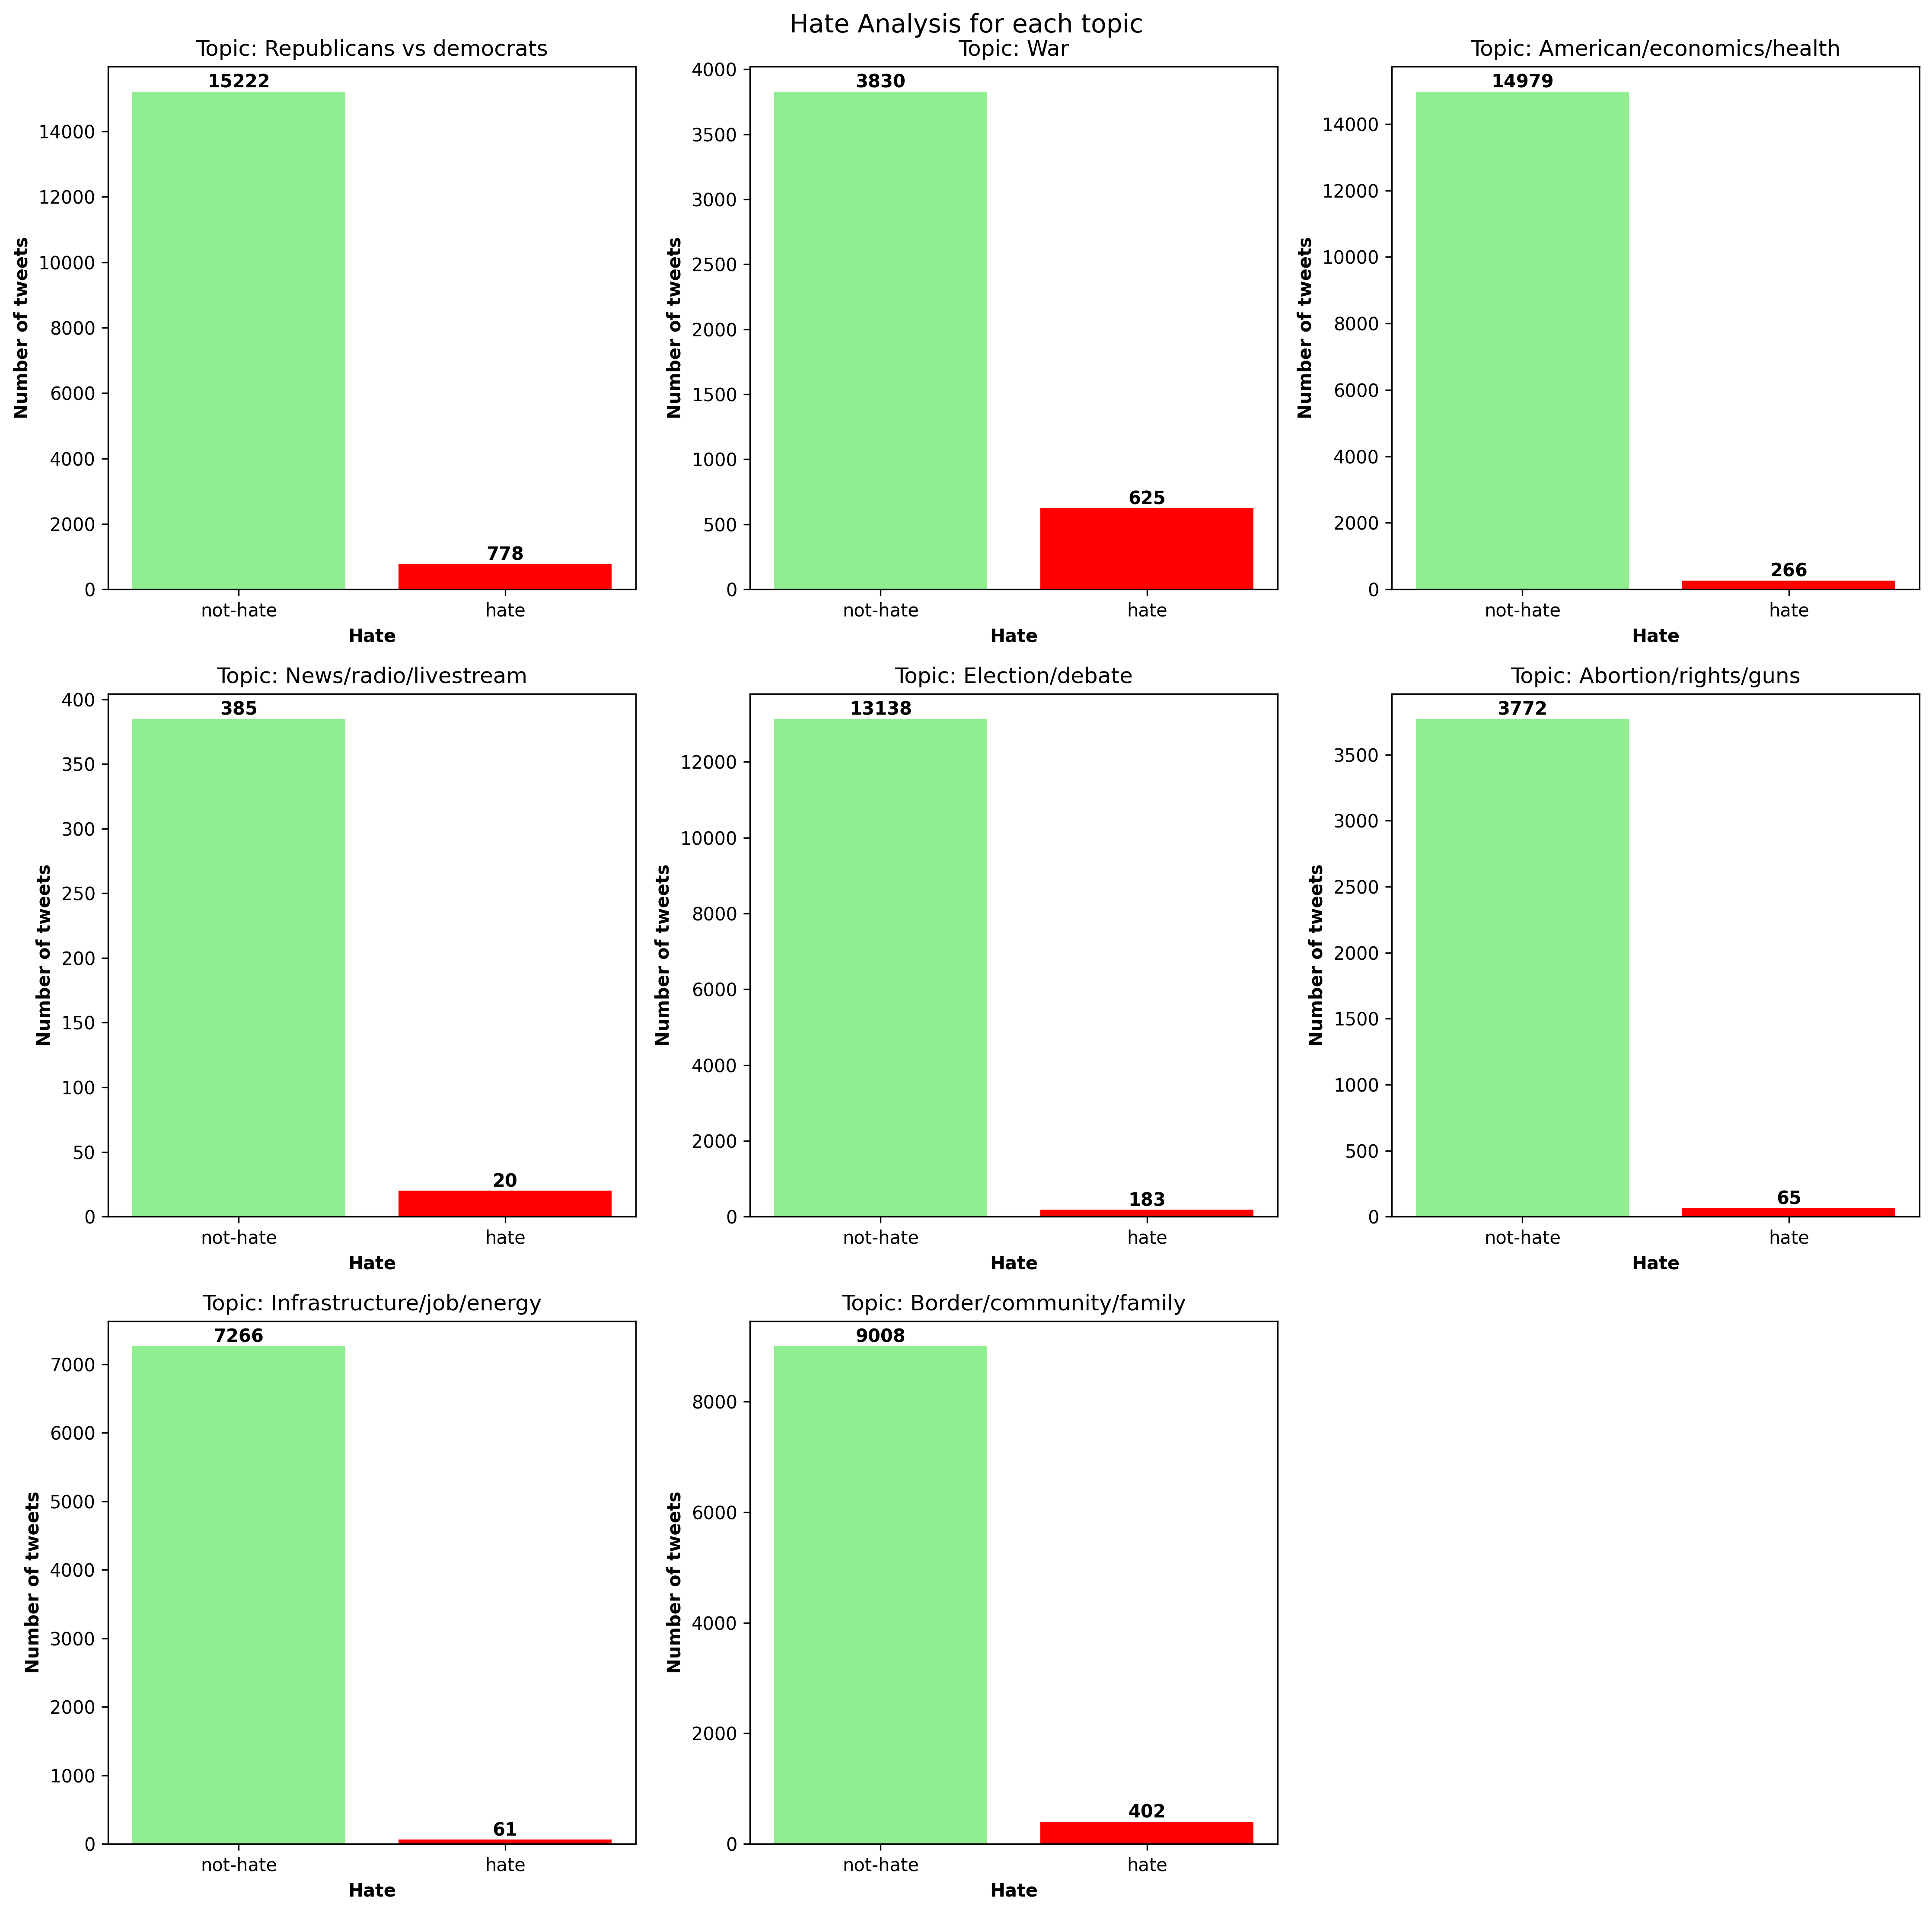 Hate Analysis for each topic
Topic: Republicans vs democrats
15222
778
14000
12000
10000
8000
6000
4000
2000
0
Number of tweets
not-hate hate
Hate
Topic: War
3830
625
4000
3500
3000
2500
2000
1500
1000
500
0
Number of tweets
not-hate hate
Hate
Topic: American/economics/health
14979
266
14000
12000
10000
8000
6000
4000
2000
0
Number of tweets
not-hate hate
Hate
Topic: News/radio/livestream
385
20
400
350
300
250
200
150
100
50
0
Number of tweets
not-hate hate
Hate
Topic: Election/debate
13138
183
12000
10000
8000
6000
4000
2000
0
Number of tweets
not-hate hate
Hate
Topic: Abortion/rights/guns
3772
65
3500
3000
2500
2000
1500
1000
500
0
Number of tweets
not-hate hate
Hate
Topic: Infrastructure/job/energy
7266
61
7000
6000
5000
4000
3000
2000
1000
0
Number of tweets
not-hate hate
Hate
Topic: Border/community/family
9008
402
8000
6000
4000
2000
0
Number of tweets
not-hate hate
Hate